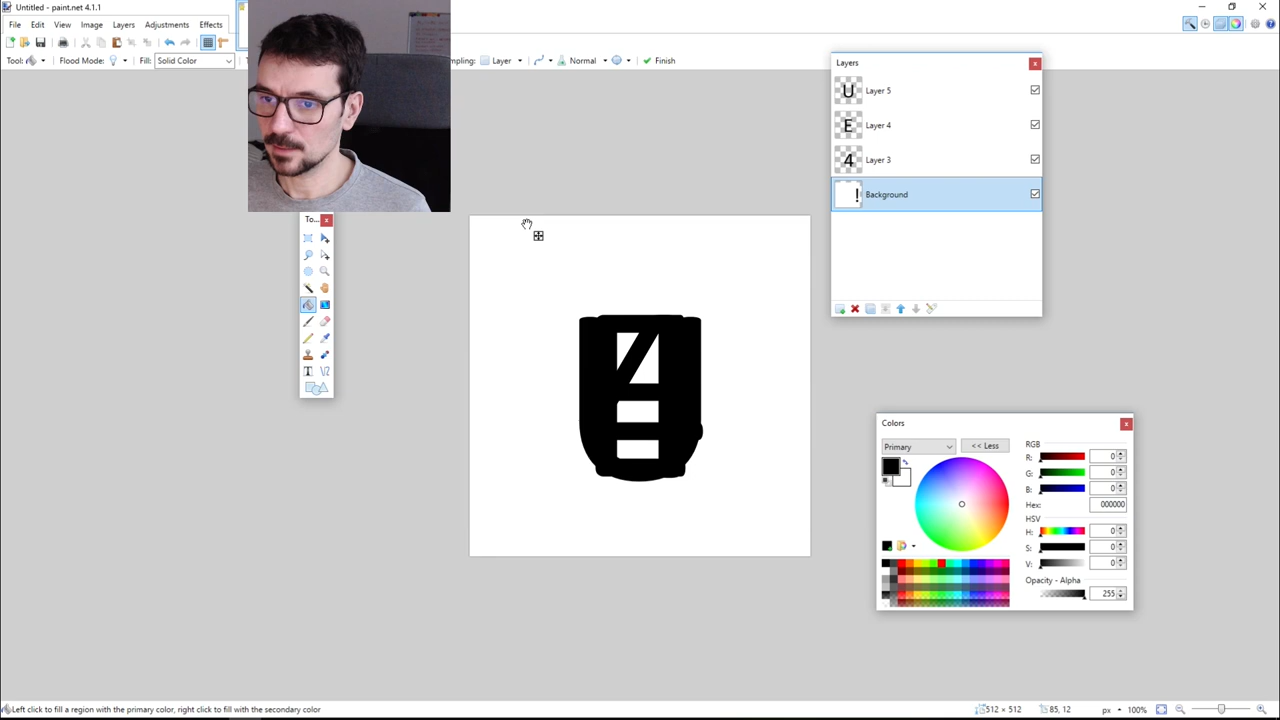 Untitled - paint.net 4.1.1
File Edit View Image Layers Adjustments Effects
Tool: Flood Mode: Fill: Solid Color Layer Normal Finish
Layers
U Layer 5
E Layer 4
4 Layer 3
! Background
To...
T
Colors
Primary << Less
RGB
R: 0
G: 0
B: 0
Hex: 000000
HSV
H: 0
S: 0
V: 0
Opacity - Alpha
255
Left click to fill a region with the primary color, right click to fill with the secondary color 512 × 512 85, 12 px 100%